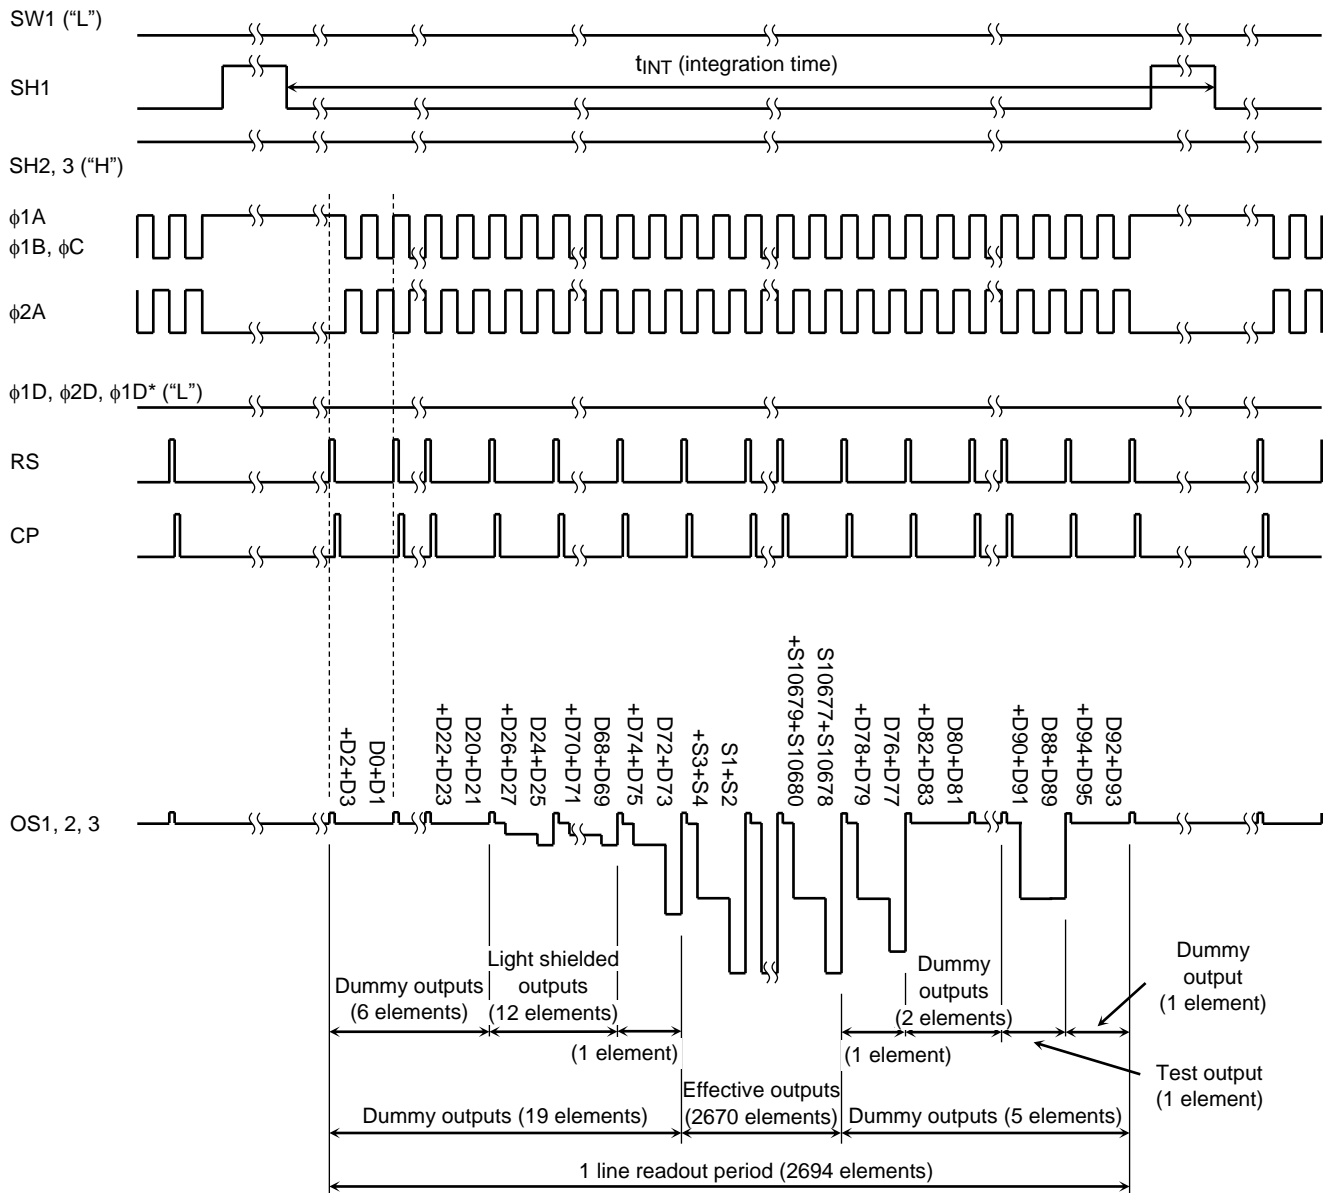 SW1 (“L”)
tINT (integration time)
SH1
SH2, 3 (“H”)
ϕ1A
ϕ1B, ϕC
ϕ2A
ϕ1D, ϕ2D, ϕ1D* (“L”)
RS
CP
+D2+D3
D0+D1
+D22+D23
D20+D21
+D26+D27
D24+D25
+D70+D71
D68+D69
+D74+D75
D72+D73
+S3+S4
S1+S2
+S10679+S10680
S10677+S10678
+D78+D79
D76+D77
+D82+D83
D80+D81
+D90+D91
D88+D89
+D94+D95
D92+D93
OS1, 2, 3
Dummy outputs
(6 elements)
Light shielded
outputs
(12 elements)
(1 element)
(1 element)
Dummy
outputs
(2 elements)
Dummy
output
(1 element)
Test output
(1 element)
Dummy outputs (19 elements)
Effective outputs
(2670 elements)
Dummy outputs (5 elements)
1 line readout period (2694 elements)